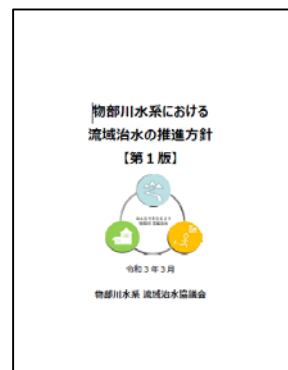 物部川水系における
流域治水の推進方針
【第１版】
令和３年３月
物部川水系 流域治水協議会